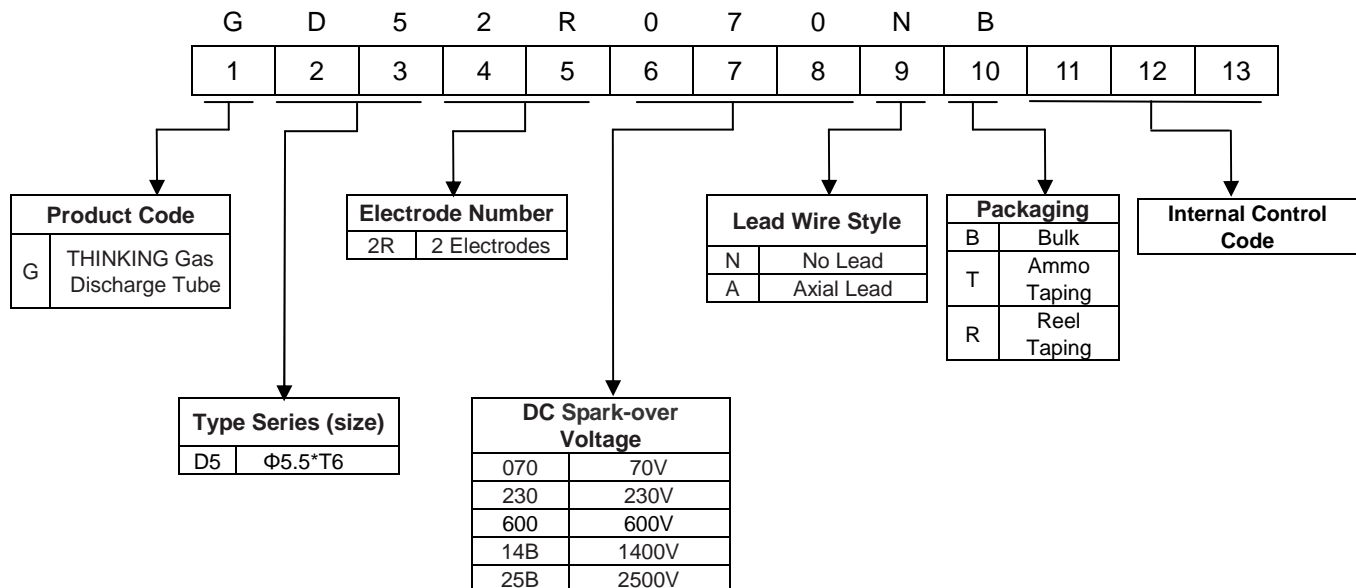 G D 5 2 R 0 7 0 N B
1 2 3 4 5 6 7 8 9 10 11 12 13
Product Code
G THINKING Gas
Discharge Tube
Electrode Number
2R 2 Electrodes
Lead Wire Style
N No Lead
A Axial Lead
Packaging
B Bulk
T Ammo
Taping
R Reel
Taping
Internal Control
Code
Type Series (size)
D5 Φ5.5*T6
DC Spark-over
Voltage
070 70V
230 230V
600 600V
14B 1400V
25B 2500V